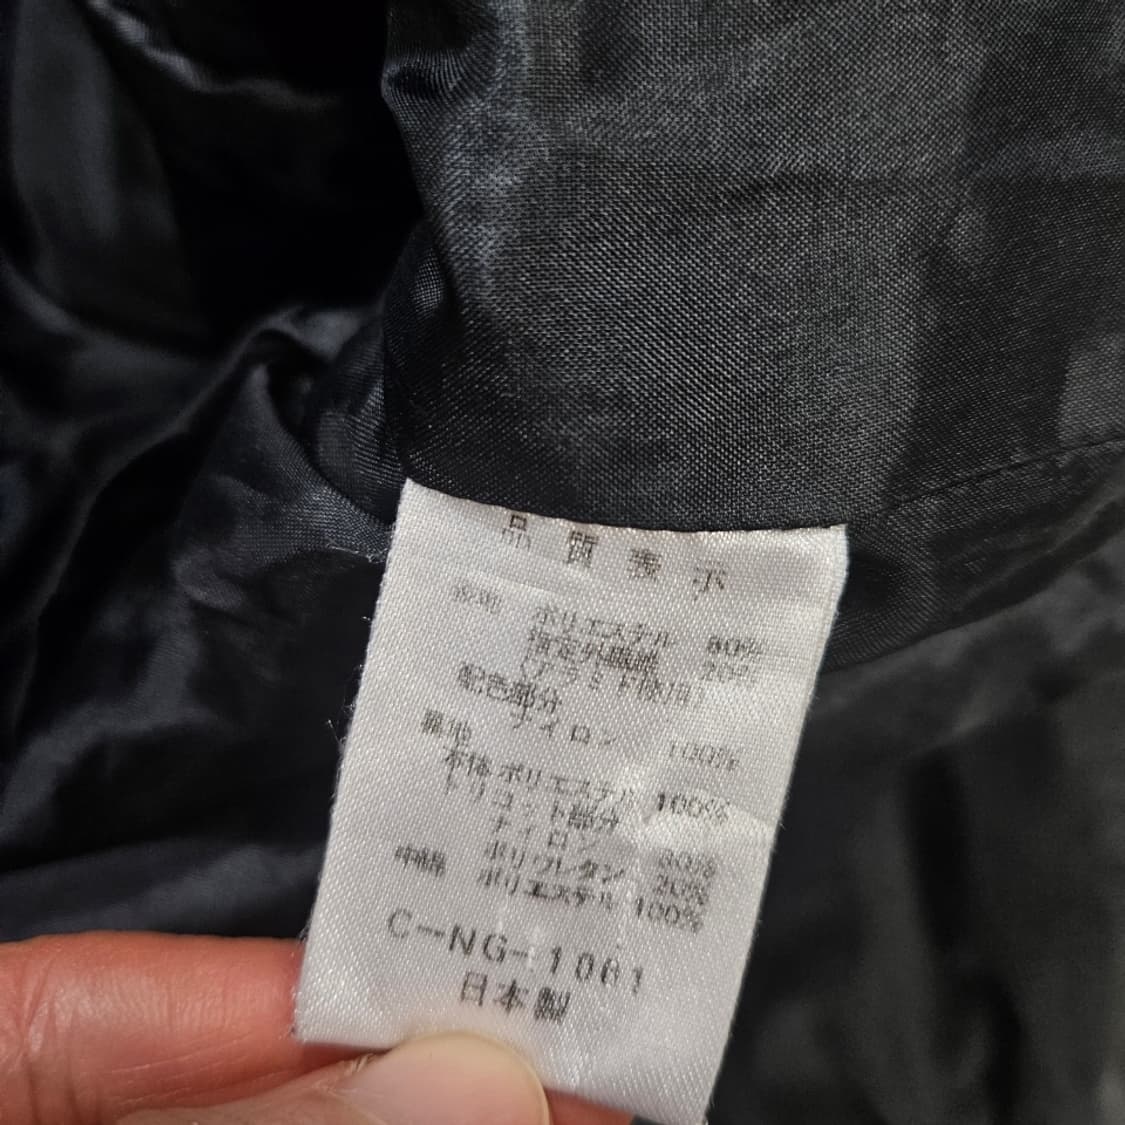 品質表示
表地 ポリエステル 80%
指定外繊維 20%
(アラミド使用)
配色部分
ナイロン 100%
裏地
本体 ポリエステル 100%
トリコット部分
ナイロン 80%
ポリウレタン 20%
中綿 ポリエステル 100%
C-NG-1061
日本製